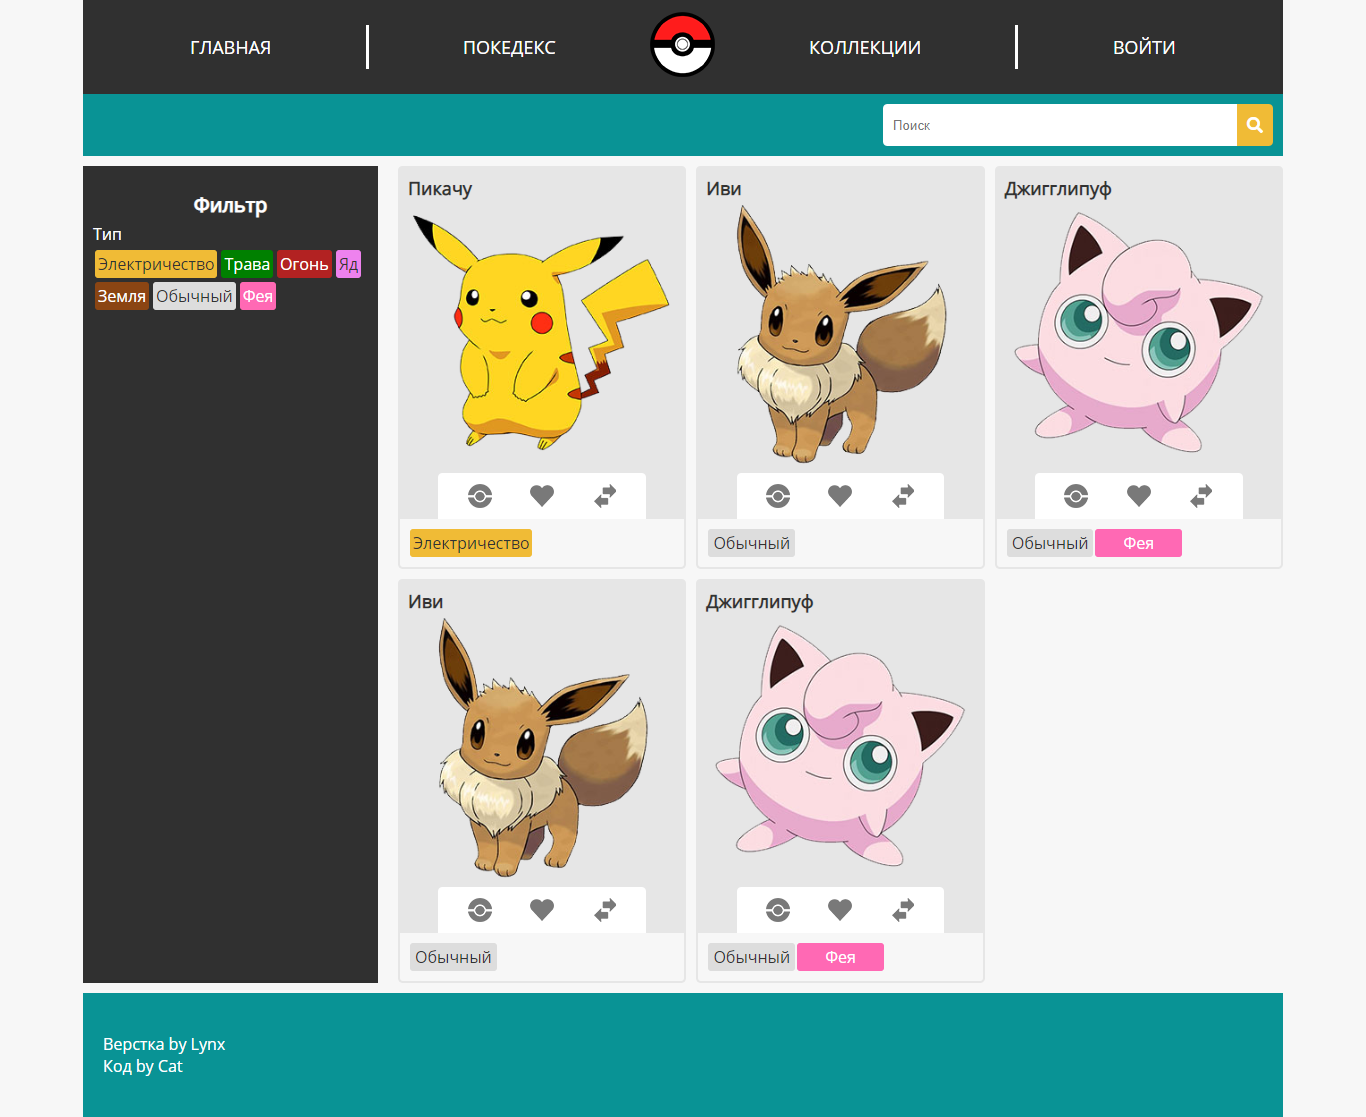 ГЛАВНАЯ ПОКЕДЕКС КОЛЛЕКЦИИ ВОЙТИ
Поиск
Фильтр
Тип
Электричество Трава Огонь Яд
Земля Обычный Фея
Пикачу
Электричество
Иви
Обычный
Джигглипуф
Обычный Фея
Иви
Обычный
Джигглипуф
Обычный Фея
Верстка by Lynx
Код by Cat